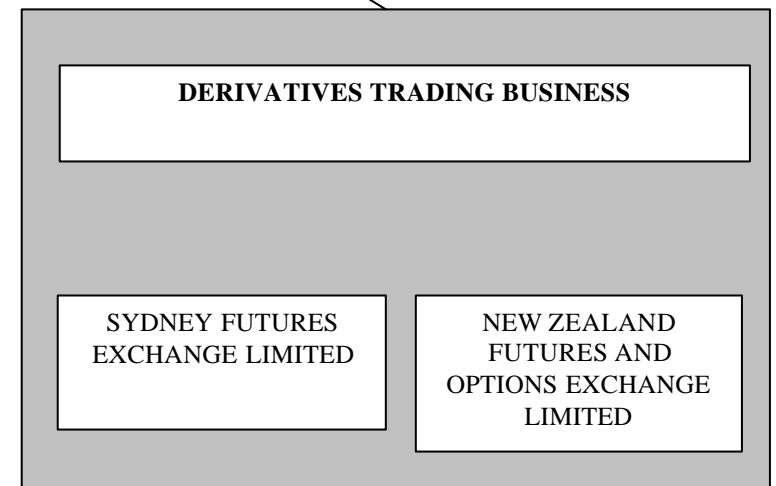 DERIVATIVES TRADING BUSINESS
SYDNEY FUTURES
EXCHANGE LIMITED
NEW ZEALAND
FUTURES AND
OPTIONS EXCHANGE
LIMITED